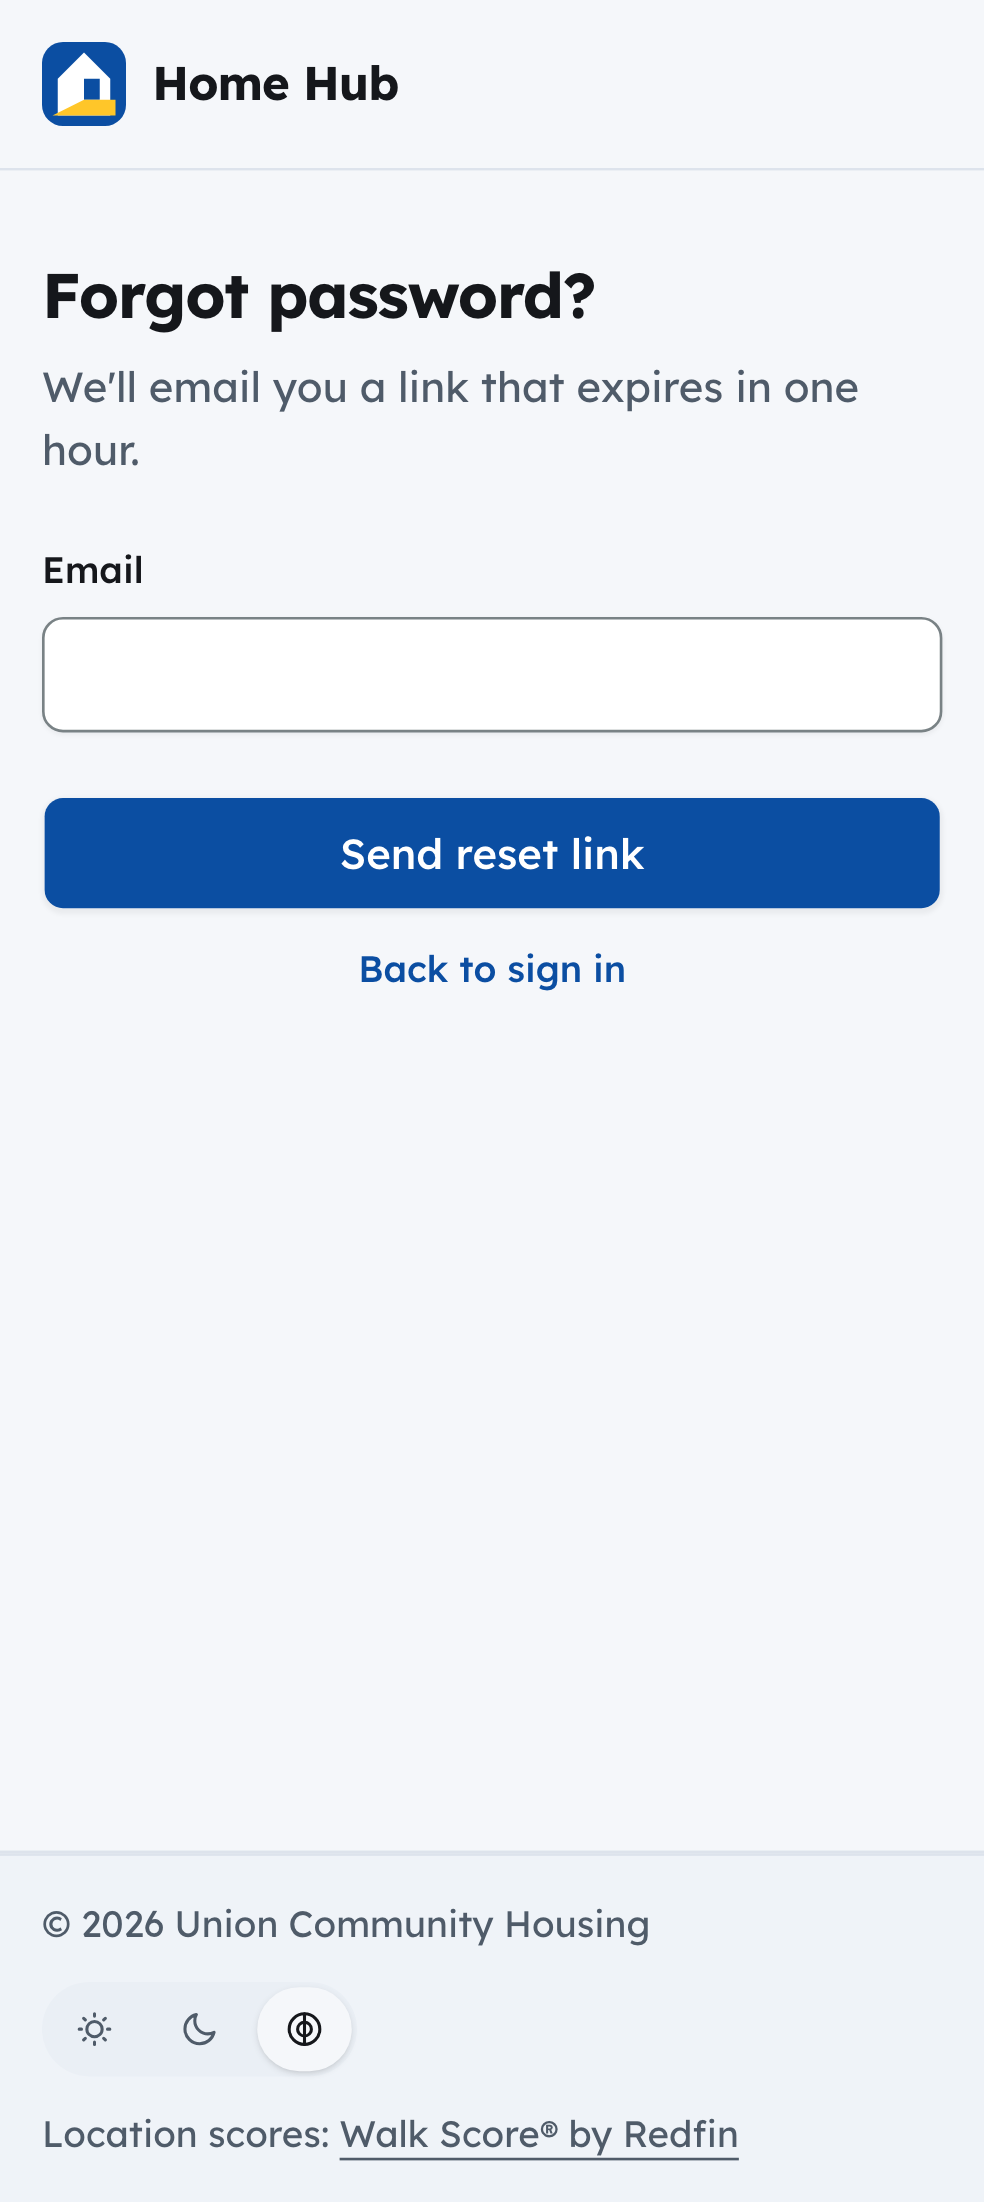 Home Hub
Forgot password?
We'll email you a link that expires in one
hour.
Email
Send reset link
Back to sign in
© 2026 Union Community Housing
Location scores: Walk Score® by Redfin